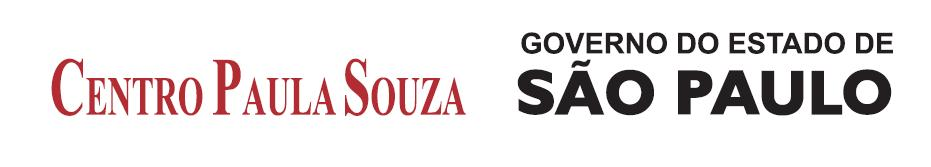 CENTRO PAULA SOUZA
GOVERNO DO ESTADO DE
SÃO PAULO